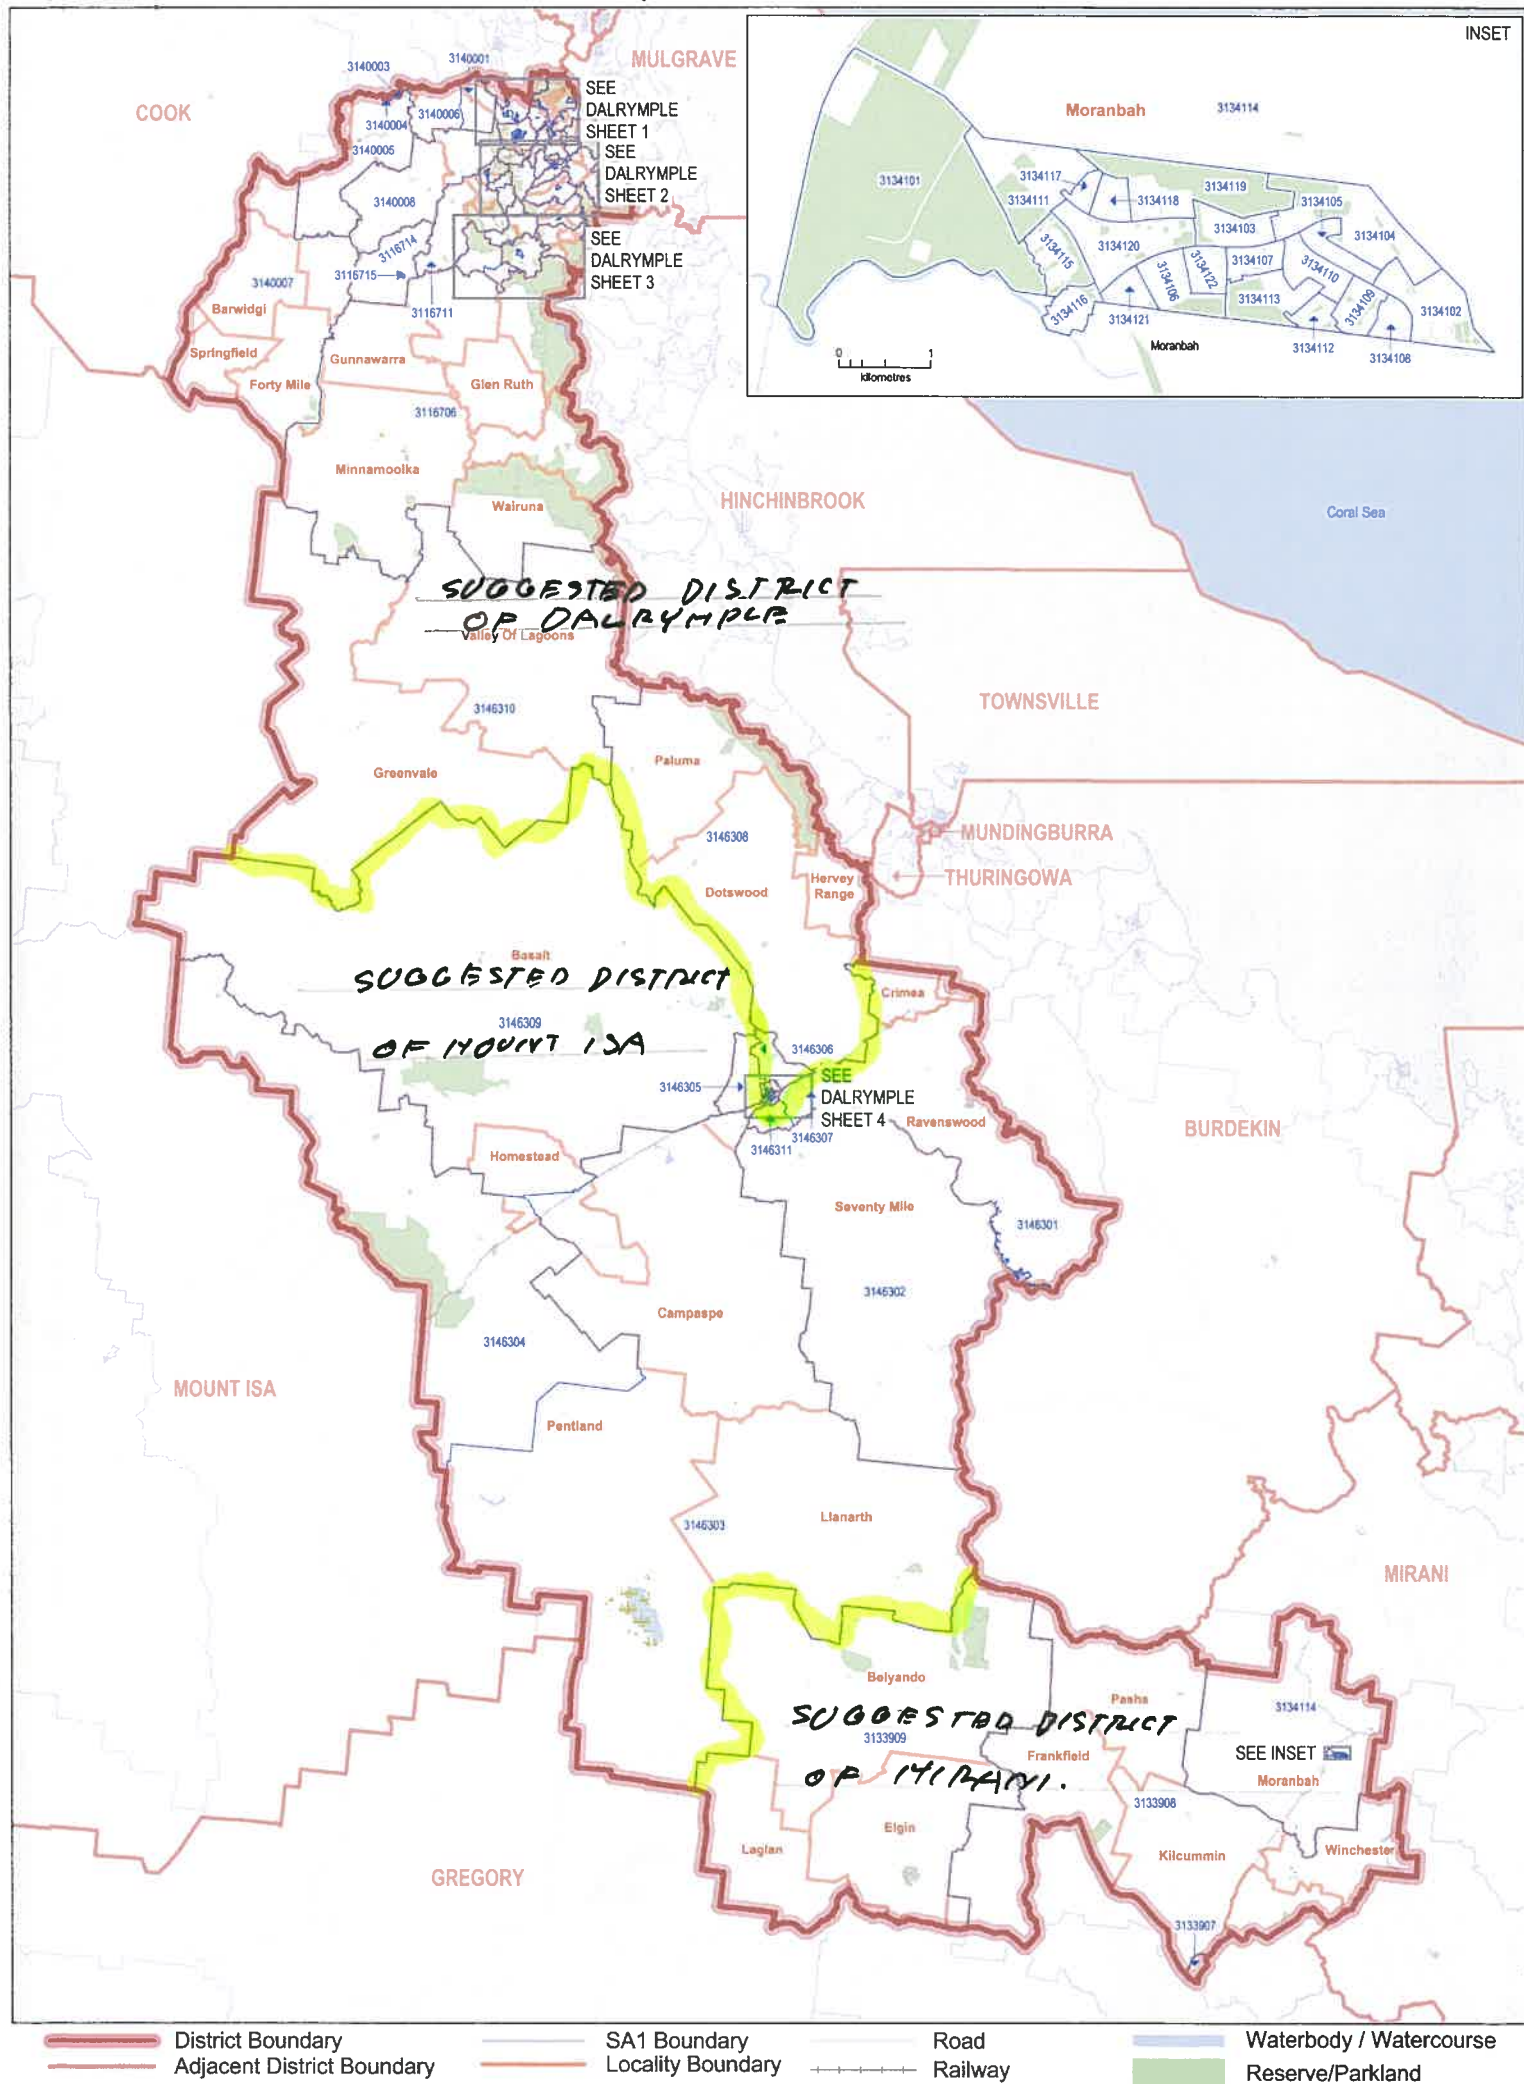 INSET
MULGRAVE
COOK
3140003
3140001
3140004
3140006
3140005
SEE
DALRYMPLE
SHEET 1
SEE
DALRYMPLE
SHEET 2
SEE
DALRYMPLE
SHEET 3
3140008
3116714
3116715
3116711
3140007
Barwidgi
Springfield
Forty Mile
Gunnawarra
Glen Ruth
3116706
Minnamoolka
Wairuna
HINCHINBROOK
Moranbah
3134114
3134101
3134117
3134111
3134118
3134119
3134105
3134115
3134120
3134103
3134104
3134107
3134110
3134106
3134122
3134109
3134113
3134102
3134116
3134121
3134112
3134108
Moranbah
0 1
kilometres
Coral Sea
SUGGESTED DISTRICT
OF DALRYMPLE
Valley Of Lagoons
TOWNSVILLE
3146310
Paluma
Greenvale
3146308
MUNDINGBURRA
Hervey
Range
THURINGOWA
Dotswood
Basalt
SUGGESTED DISTRICT
Crimea
3146309
OF MOUNT ISA
3146306
3146305
SEE
DALRYMPLE
SHEET 4
Ravenswood
3146307
3146311
BURDEKIN
Homestead
Seventy Mile
3146301
3146302
Campaspe
3146304
MOUNT ISA
Pentland
Llanarth
3146303
MIRANI
Belyando
Pasha
SUGGESTED DISTRICT
3134114
3133909
Frankfield
SEE INSET
Moranbah
OF MIRANI.
3133908
Laglan
Elgin
Kilcummin
Winchester
GREGORY
3133907
District Boundary
Adjacent District Boundary
SA1 Boundary
Locality Boundary
Road
Railway
Waterbody / Watercourse
Reserve/Parkland